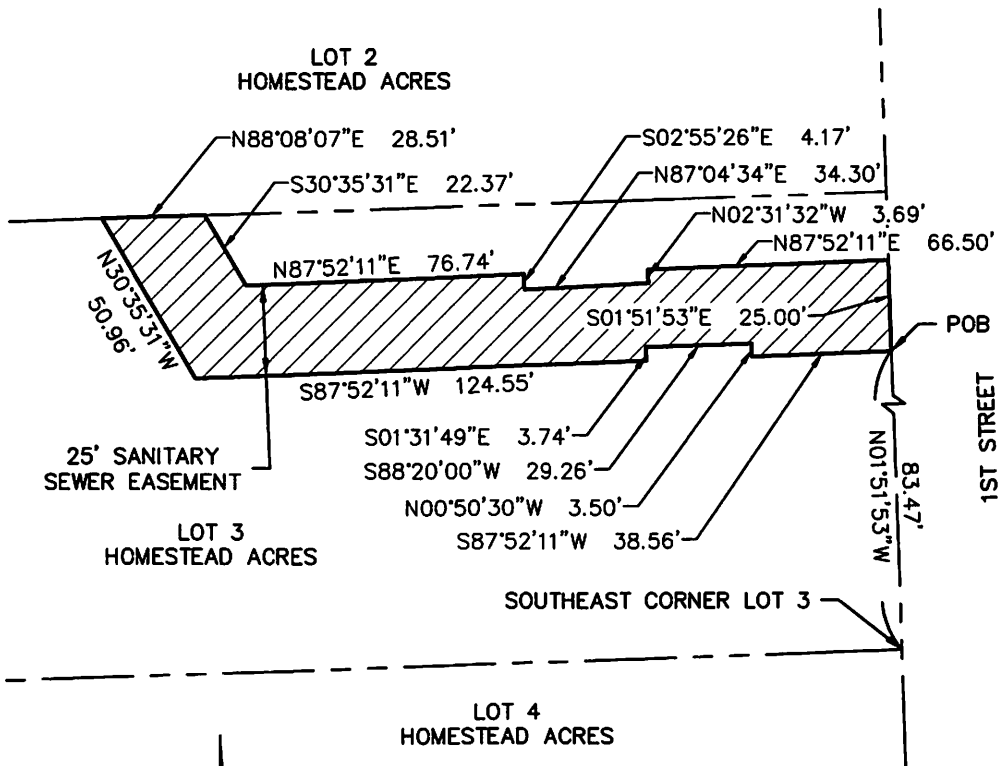 LOT 2
HOMESTEAD ACRES
N88°08'07"E 28.51'
S02°55'26"E 4.17'
N87°04'34"E 34.30'
S30°35'31"E 22.37'
N02°31'32"W 3.69'
N87°52'11"E 66.50'
N87°52'11"E 76.74'
N30°35'31"W
50.96'
S01°51'53"E 25.00'
POB
S87°52'11"W 124.55'
1ST STREET
S01°31'49"E 3.74'
25' SANITARY
SEWER EASEMENT
S88°20'00"W 29.26'
N00°50'30"W 3.50'
83.47'
N01°51'53"W
S87°52'11"W 38.56'
LOT 3
HOMESTEAD ACRES
SOUTHEAST CORNER LOT 3
LOT 4
HOMESTEAD ACRES